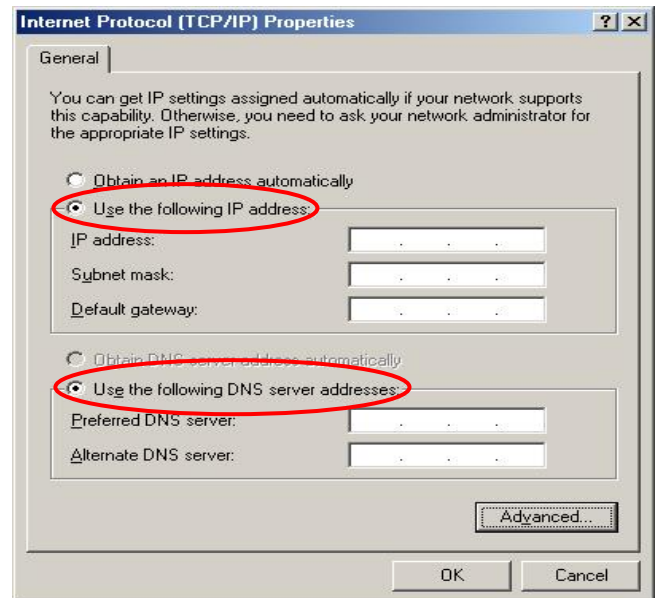 Internet Protocol (TCP/IP) Properties
General
You can get IP settings assigned automatically if your network supports
this capability. Otherwise, you need to ask your network administrator for
the appropriate IP settings.
Obtain an IP address automatically
Use the following IP address:
IP address:
Subnet mask:
Default gateway:
Obtain DNS server address automatically
Use the following DNS server addresses:
Preferred DNS server:
Alternate DNS server:
Advanced...
OK Cancel